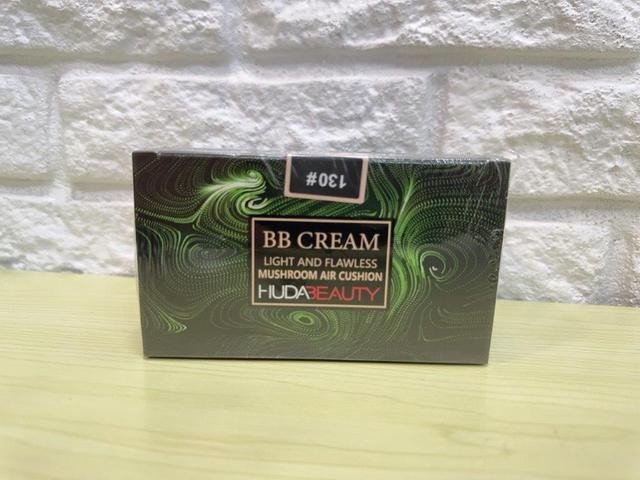 130#
BB CREAM
LIGHT AND FLAWLESS
MUSHROOM AIR CUSHION
HUDABEAUTY